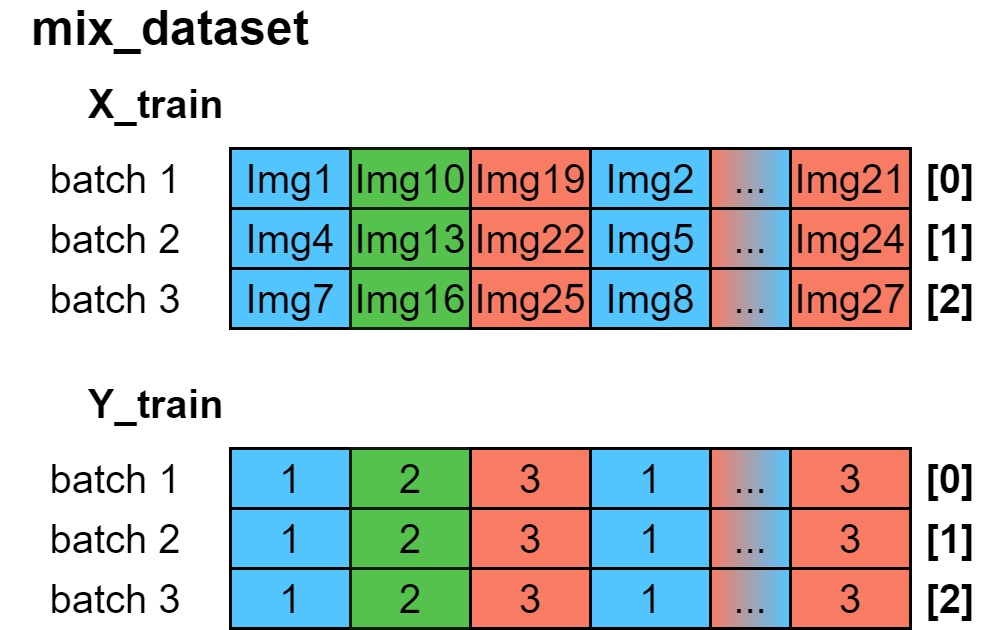 mix_dataset
X_train
batch 1 Img1 Img10 Img19 Img2 ... Img21 [0]
batch 2 Img4 Img13 Img22 Img5 ... Img24 [1]
batch 3 Img7 Img16 Img25 Img8 ... Img27 [2]
Y_train
batch 1 1 2 3 1 ... 3 [0]
batch 2 1 2 3 1 ... 3 [1]
batch 3 1 2 3 1 ... 3 [2]